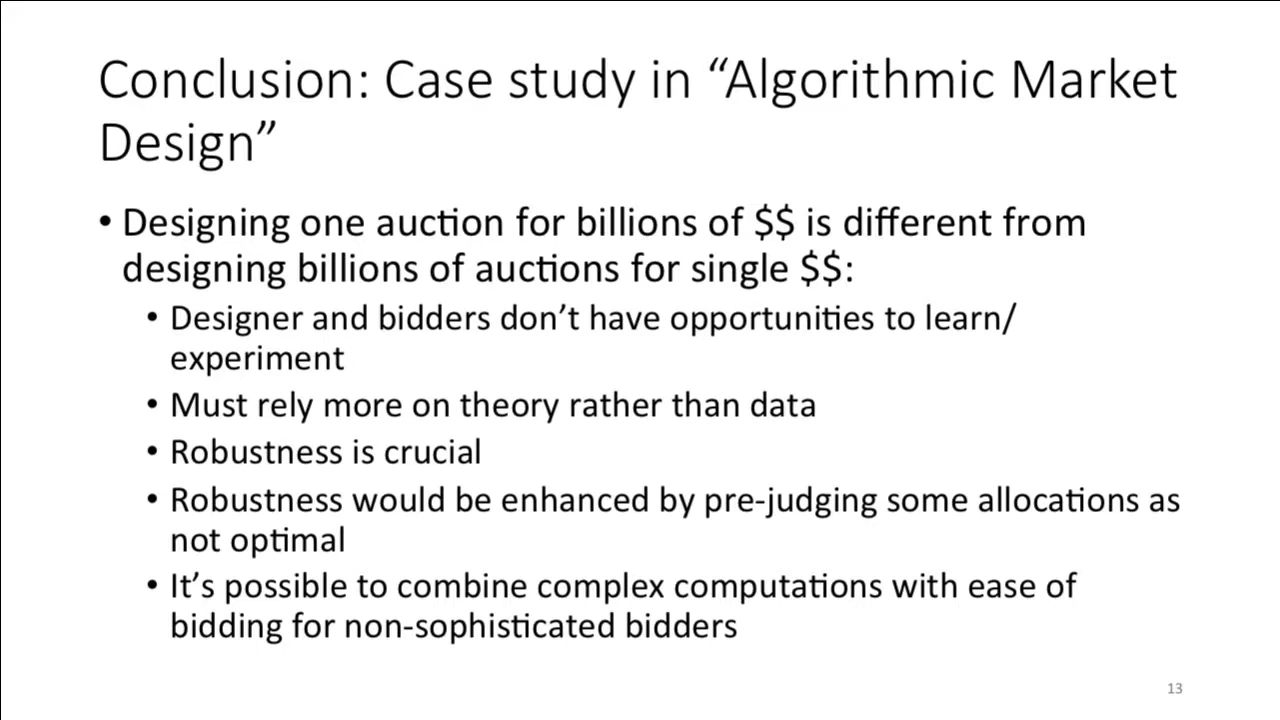 Conclusion: Case study in “Algorithmic Market
Design”
• Designing one auction for billions of $$ is different from
designing billions of auctions for single $$:
• Designer and bidders don’t have opportunities to learn/
experiment
• Must rely more on theory rather than data
• Robustness is crucial
• Robustness would be enhanced by pre-judging some allocations as
not optimal
• It’s possible to combine complex computations with ease of
bidding for non-sophisticated bidders
13